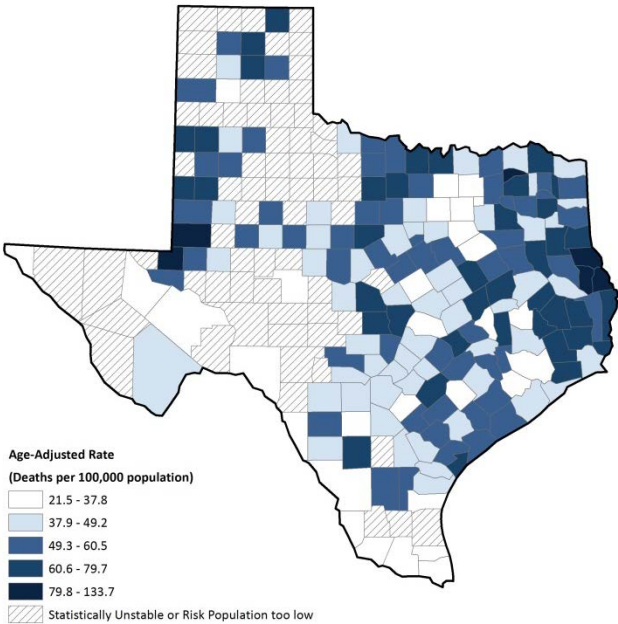 Age-Adjusted Rate
(Deaths per 100,000 population)
21.5 - 37.8
37.9 - 49.2
49.3 - 60.5
60.6 - 79.7
79.8 - 133.7
Statistically Unstable or Risk Population too low